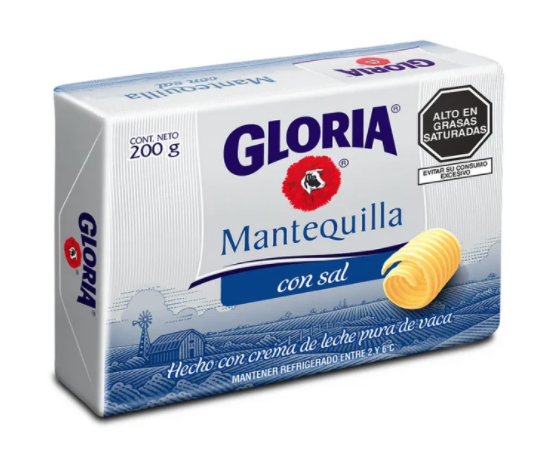 Mantequilla
con sal
GLORIA
CONT. NETO
200 g
GLORIA®
®
Mantequilla
con sal
ALTO EN
GRASAS
SATURADAS
EVITAR SU CONSUMO
EXCESIVO
GLORIA
Hecho con crema de leche pura de vaca
MANTENER REFRIGERADO ENTRE 2 Y 6°C